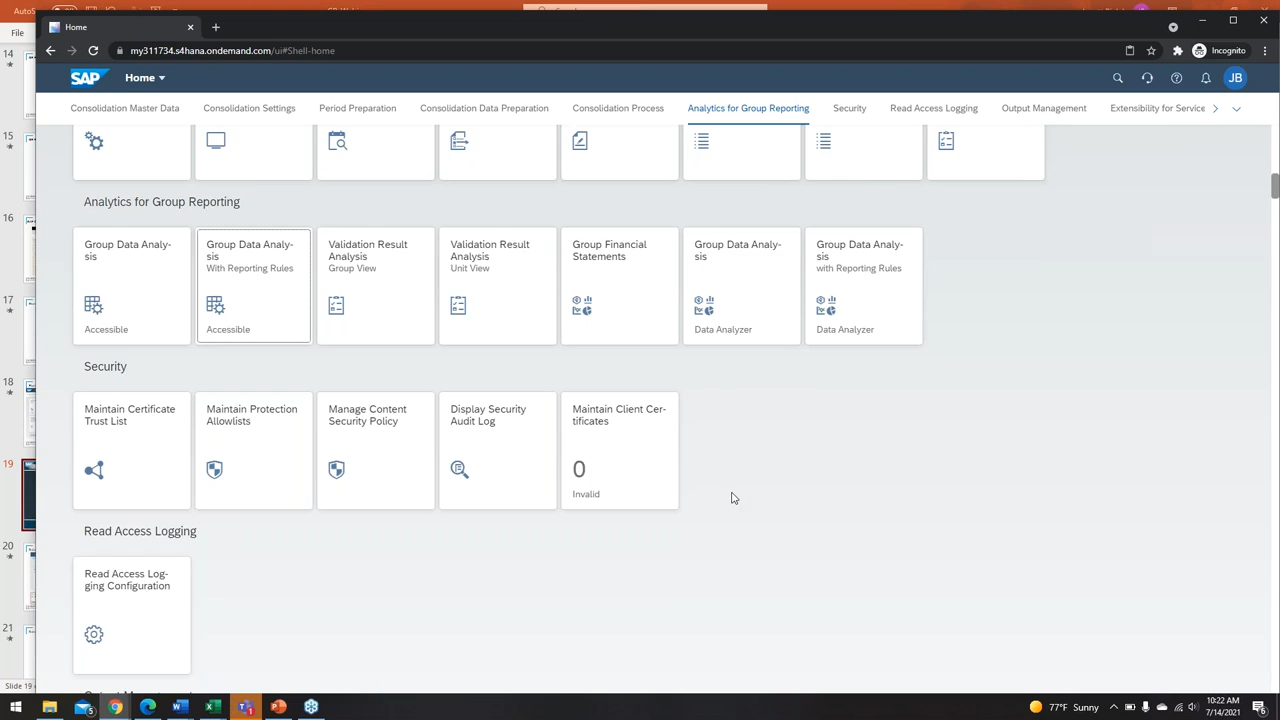 AutoS
File
14
15
16
17
18
19
20
21
Slide 19
Home
my311734.s4hana.ondemand.com/ui#Shell-home
Incognito
SAP
Home
JB
Consolidation Master Data
Consolidation Settings
Period Preparation
Consolidation Data Preparation
Consolidation Process
Analytics for Group Reporting
Security
Read Access Logging
Output Management
Extensibility for Service
Analytics for Group Reporting
Group Data Analy-
sis
Accessible
Group Data Analy-
sis
With Reporting Rules
Accessible
Validation Result
Analysis
Group View
Validation Result
Analysis
Unit View
Group Financial
Statements
Group Data Analy-
sis
Data Analyzer
Group Data Analy-
sis
with Reporting Rules
Data Analyzer
Security
Maintain Certificate
Trust List
Maintain Protection
Allowlists
Manage Content
Security Policy
Display Security
Audit Log
Maintain Client Cer-
tificates
0
Invalid
Read Access Logging
Read Access Log-
ging Configuration
77°F Sunny
10:22 AM
7/14/2021